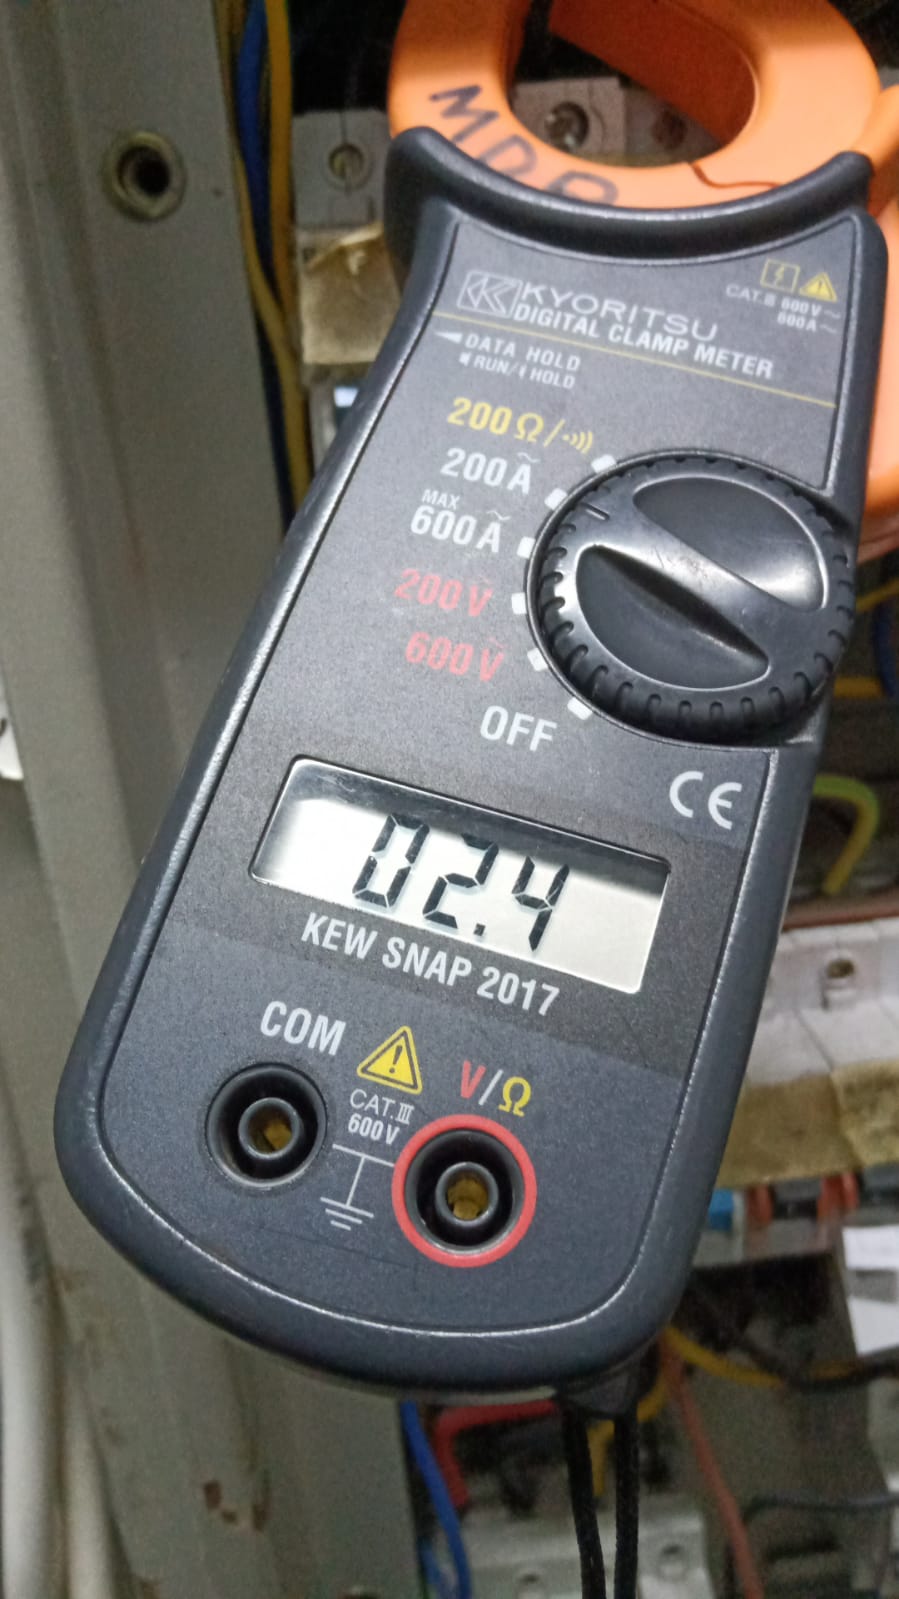 KYORITSU
DIGITAL CLAMP METER
CAT.Ⅲ 600V~
600A~
DATA HOLD
RUN/ HOLD
200Ω/
200A~
MAX
600A~
200V~
600V~
OFF
CE
02.4
KEW SNAP 2017
COM
V/Ω
CAT.Ⅲ
600V